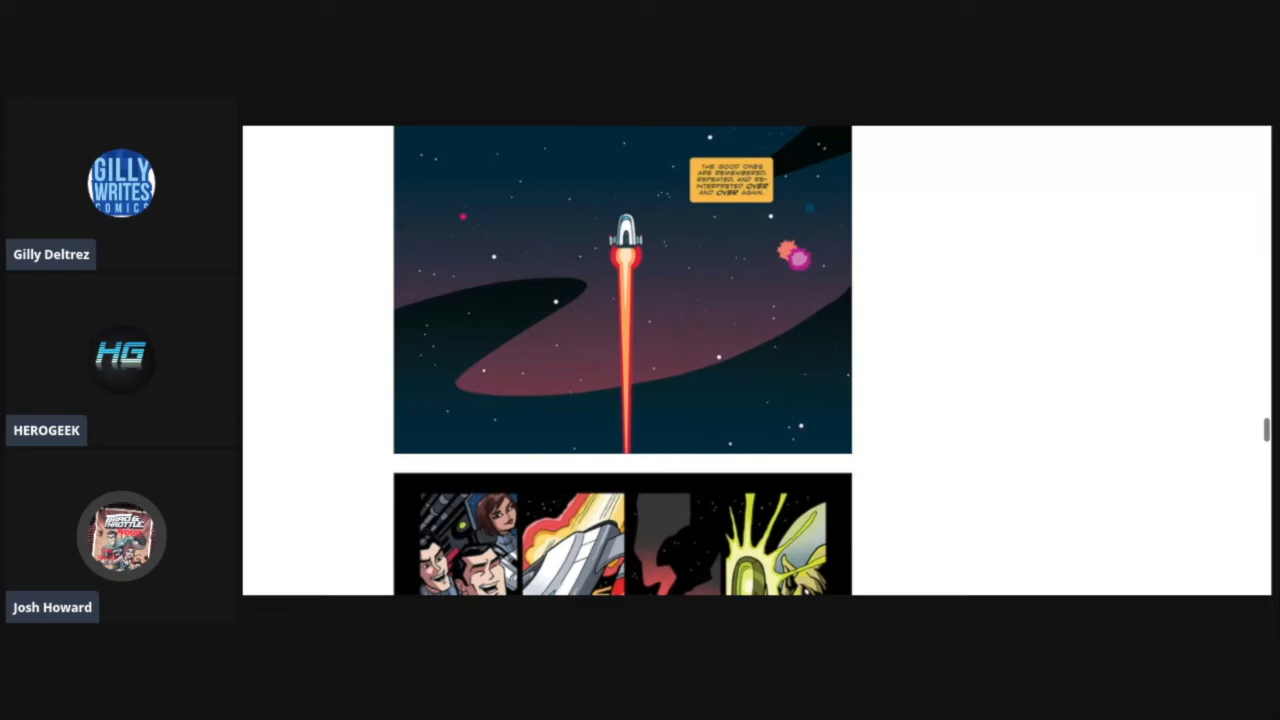 GILLY
WRITES
COMICS
Gilly Deltrez
HG
HEROGEEK
THROTTLE
Josh Howard
THE GOOD ONES
ARE REMEMBERED,
REPEATED, AND RE-
INTERPRETED OVER
AND OVER AGAIN.